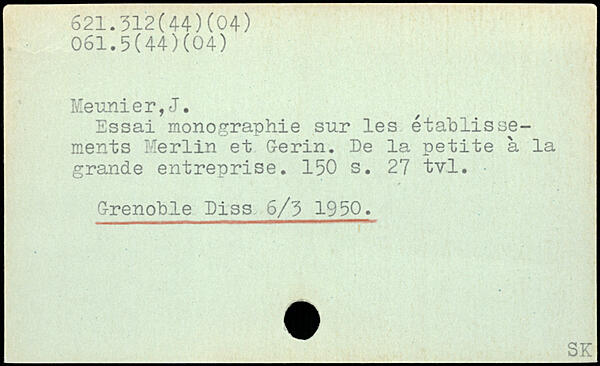 621.312(44)(04)
061.5(44)(04)
Meunier,J.
Essai monographie sur les établisse-
ments Merlin et Gerin. De la petite à la
grande entreprise. 150 s. 27 tvl.
Grenoble Diss 6/3 1950.
SK